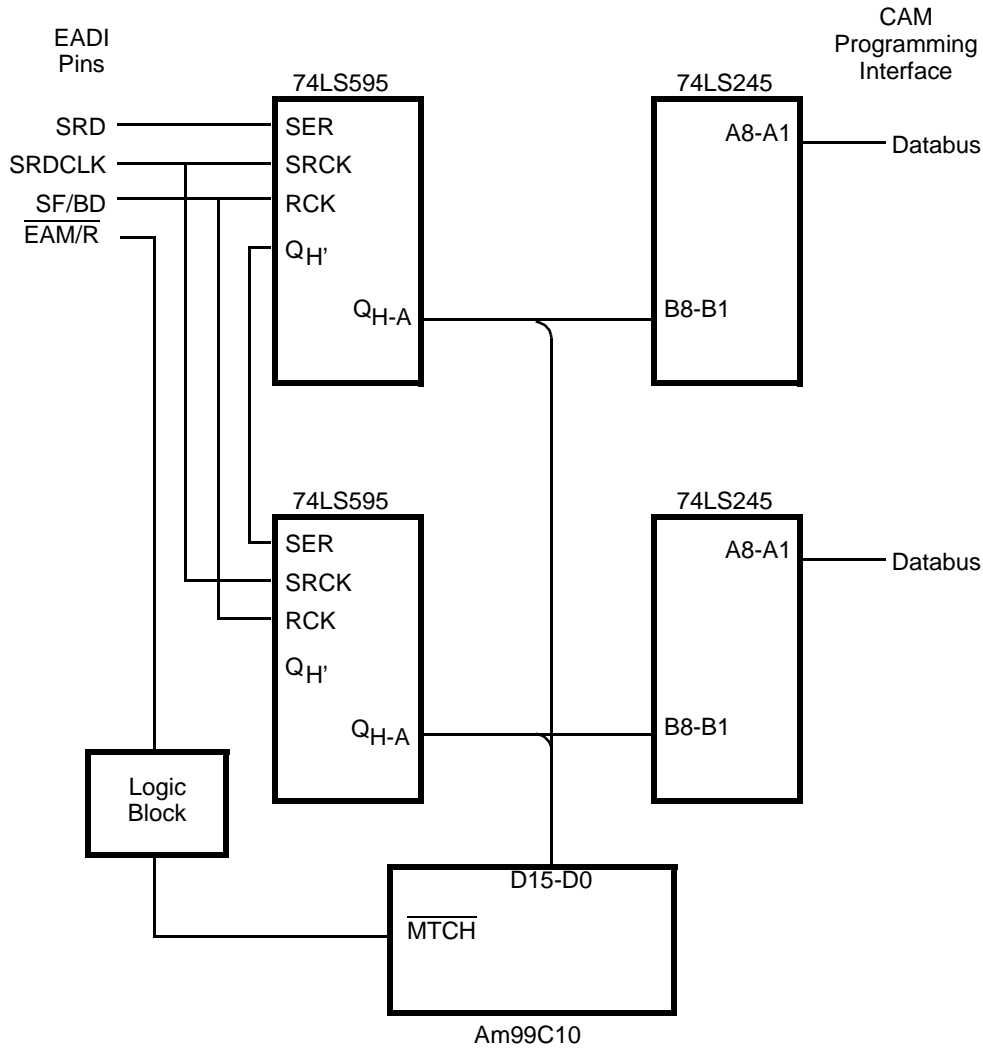 EADI
Pins
CAM
Programming
Interface
74LS595
74LS245
SRD
SRDCLK
SF/BD
EAM/R
SER
SRCK
RCK
QH'
QH-A
A8-A1
B8-B1
Databus
74LS595
74LS245
SER
SRCK
RCK
QH'
QH-A
A8-A1
B8-B1
Databus
Logic
Block
D15-D0
MTCH
Am99C10